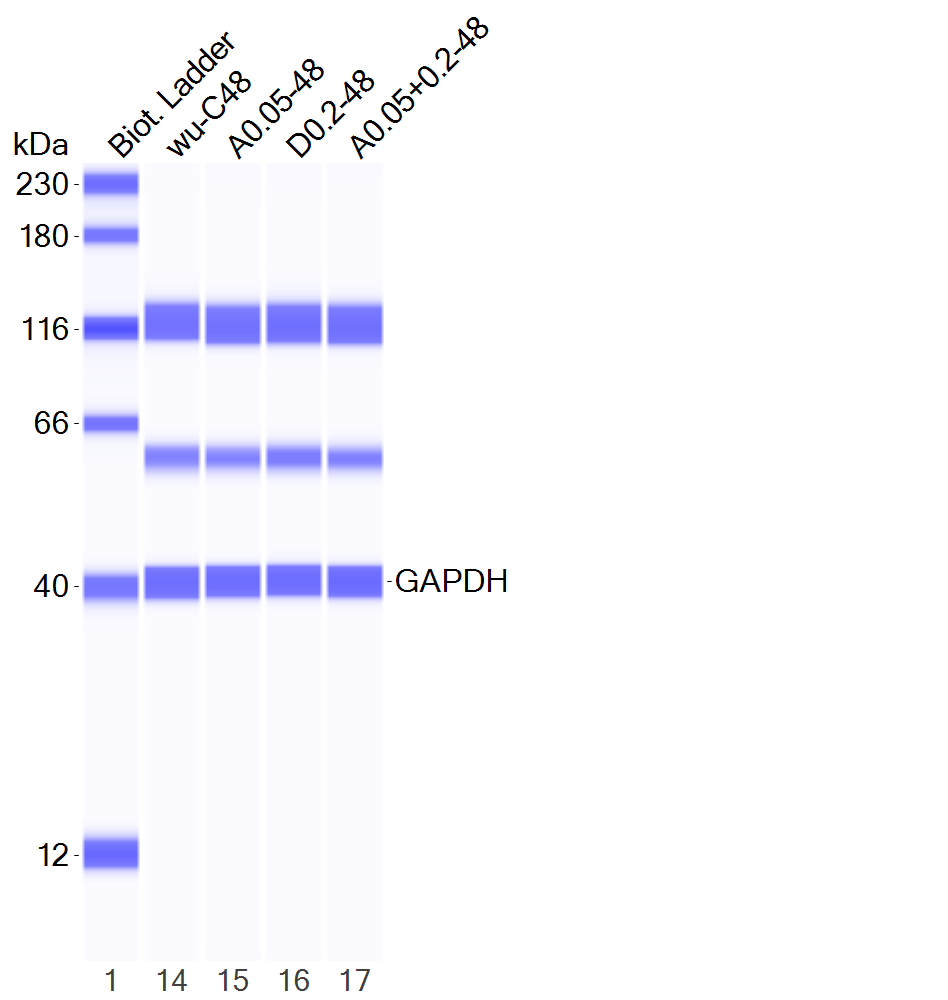 kDa
Biot. Ladder
wu-C48
A0.05-48
D0.2-48
A0.05+0.2-48
230
180
116
66
40
GAPDH
12
1 14 15 16 17